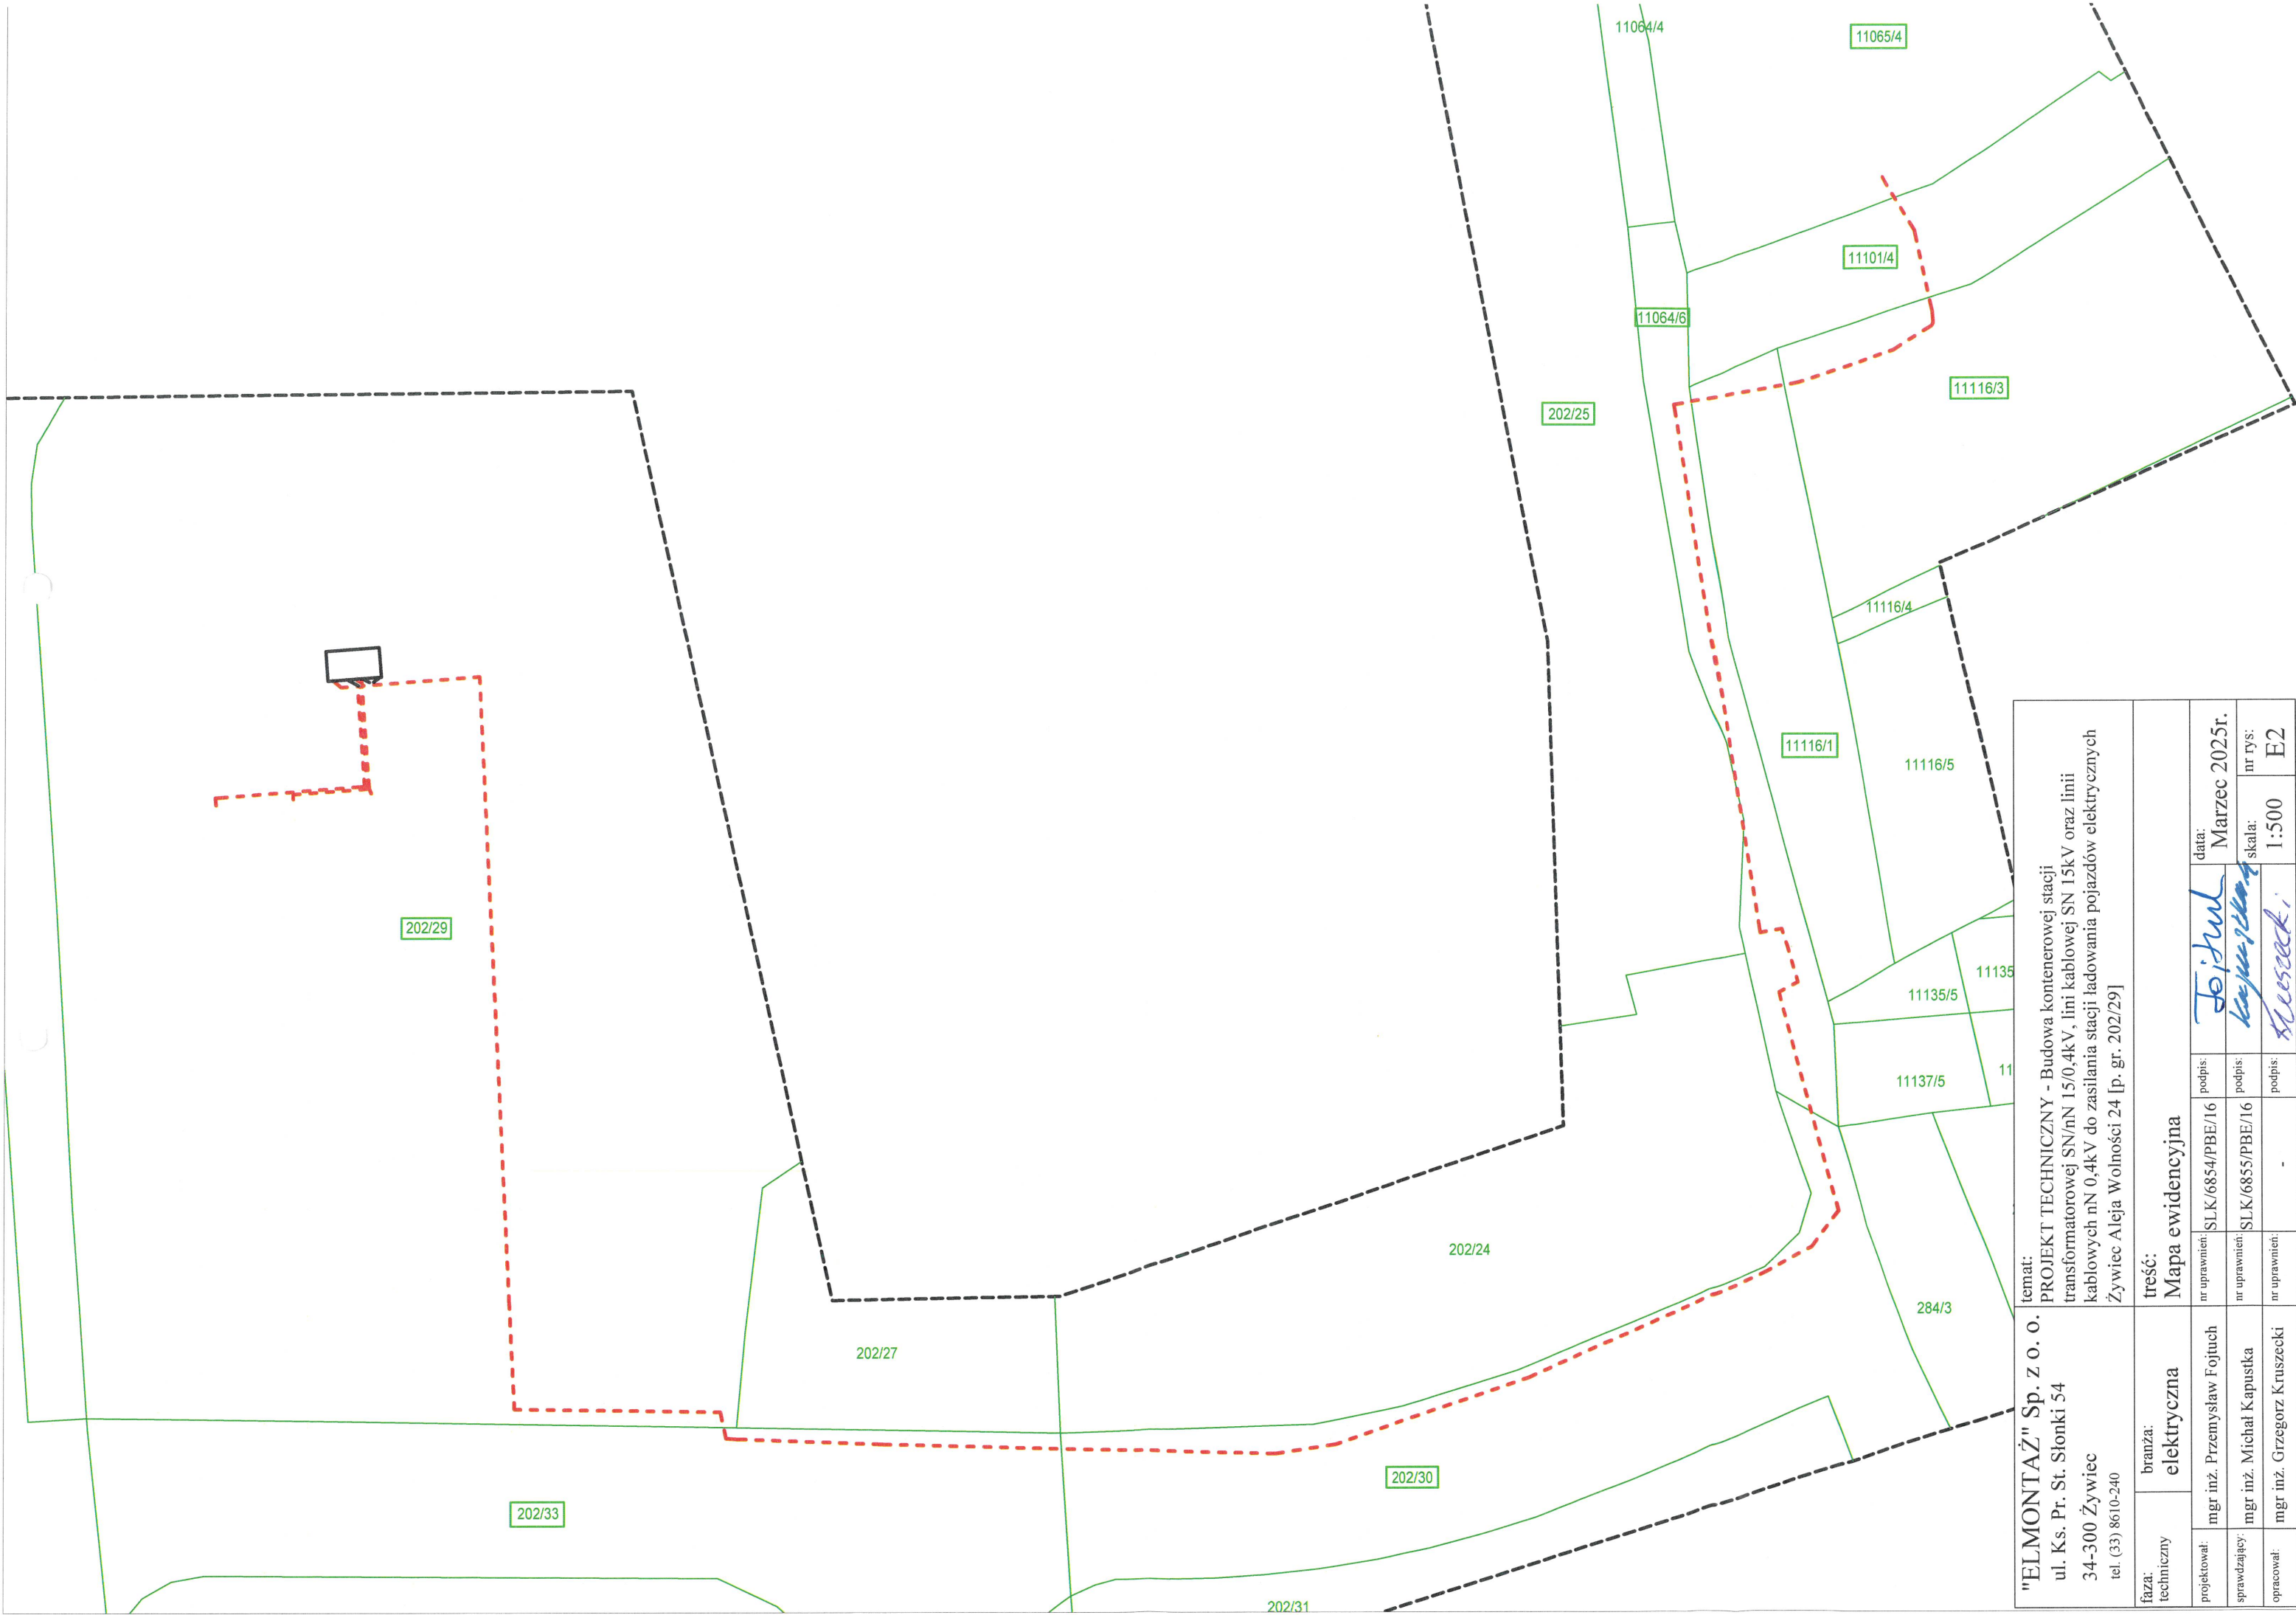 11064/4
11065/4
11101/4
11064/6
11116/3
202/25
11116/4
11116/1
11116/5
202/29
11135
11135/5
11137/5
11
202/24
284/3
202/27
202/30
202/33
202/31
"ELMONTAŻ" Sp. z o. o.
ul. Ks. Pr. St. Słonki 54
34-300 Żywiec
tel. (33) 8610-240
temat:
PROJEKT TECHNICZNY - Budowa kontenerowej stacji
transformatorowej SN/nN 15/0,4kV, lini kablowej SN 15kV oraz linii
kablowych nN 0,4kV do zasilania stacji ładowania pojazdów elektrycznych
Żywiec Aleja Wolności 24 [p. gr. 202/29]
faza:
techniczny
branża:
elektryczna
treść:
Mapa ewidencyjna
projektował:
mgr inż. Przemysław Fojtuch
nr uprawnień:
SLK/6854/PBE/16
podpis:
data:
Marzec 2025r.
sprawdzający:
mgr inż. Michał Kapustka
nr uprawnień:
SLK/6855/PBE/16
podpis:
skala:
1:500
nr rys:
E2
opracował:
mgr inż. Grzegorz Kruszecki
nr uprawnień:
-
podpis: